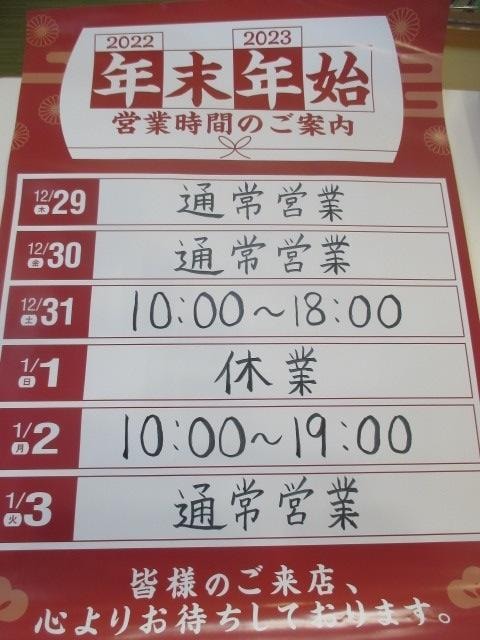 2022 2023
年末年始
営業時間のご案内
12/29 木 通常営業
12/30 金 通常営業
12/31 土 10:00～18:00
1/1 日 休業
1/2 月 10:00～19:00
1/3 火 通常営業
皆様のご来店、
心よりお待ちしております。